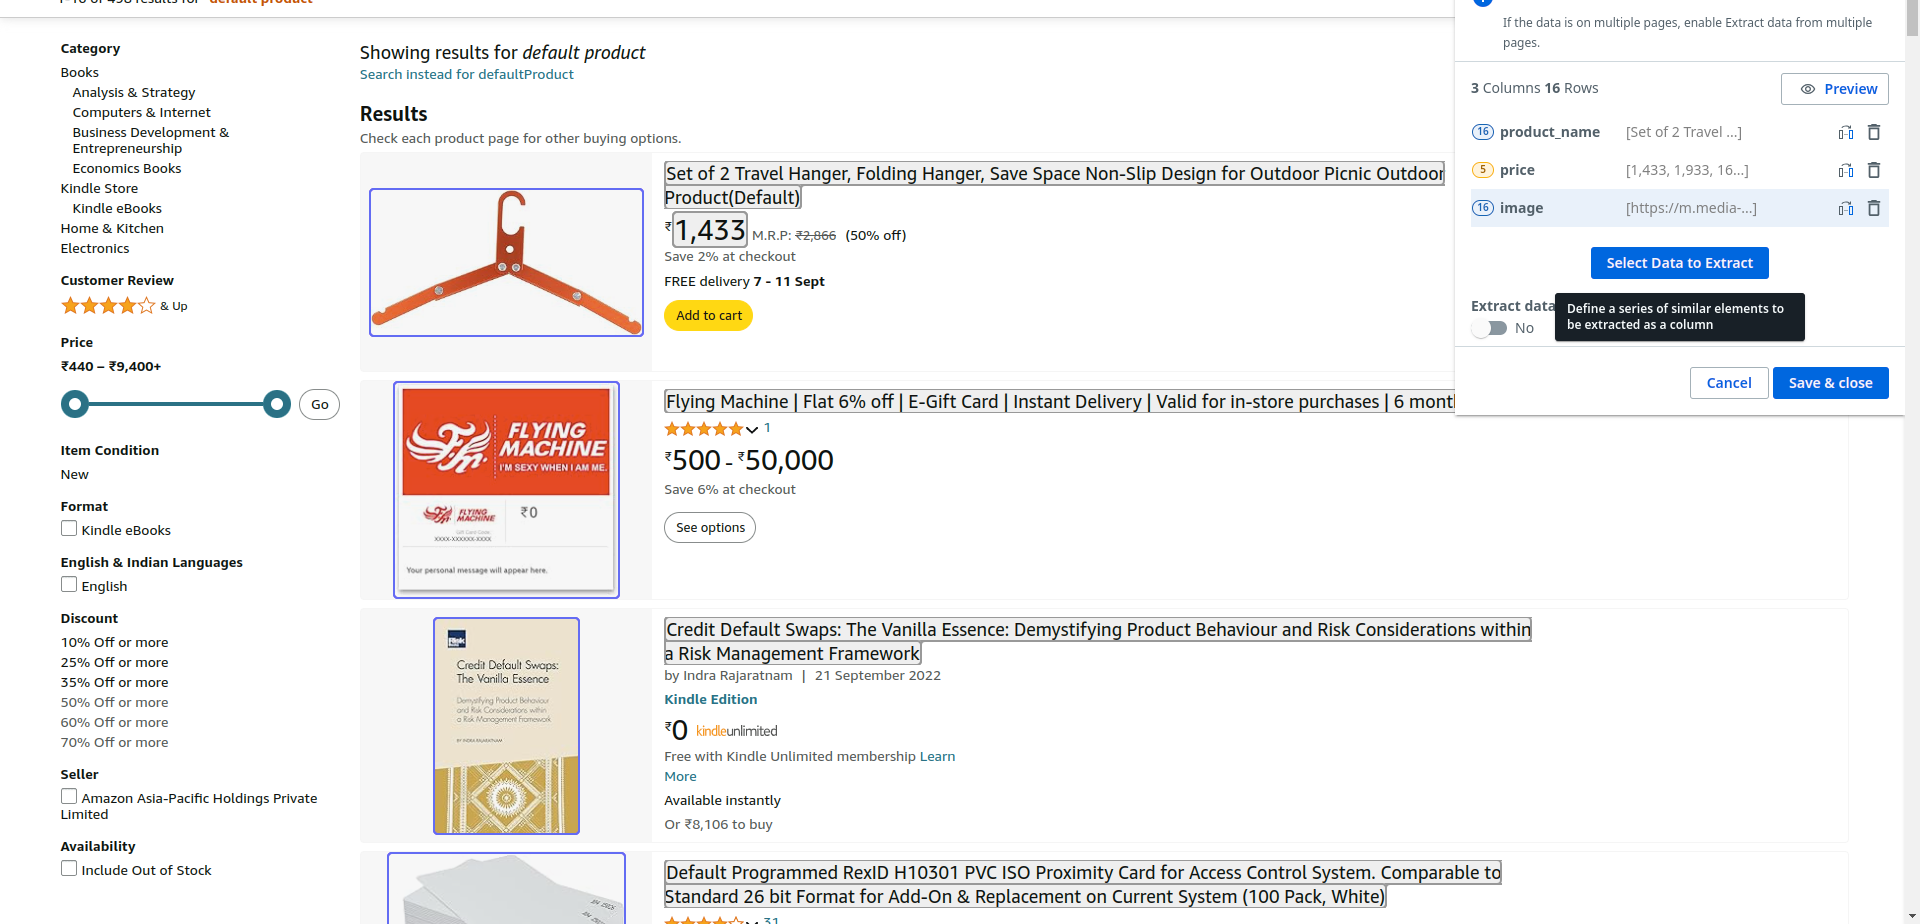 1-16 of 498 results for "default product"
Category
Books
Analysis & Strategy
Computers & Internet
Business Development &
Entrepreneurship
Economics Books
Kindle Store
Kindle eBooks
Home & Kitchen
Electronics
Customer Review
& Up
Price
₹440 – ₹9,400+
Go
Item Condition
New
Format
Kindle eBooks
English & Indian Languages
English
Discount
10% Off or more
25% Off or more
35% Off or more
50% Off or more
60% Off or more
70% Off or more
Seller
Amazon Asia-Pacific Holdings Private
Limited
Availability
Include Out of Stock
Showing results for default product
Search instead for defaultProduct
Results
Check each product page for other buying options.
Set of 2 Travel Hanger, Folding Hanger, Save Space Non-Slip Design for Outdoor Picnic Outdoor
Product(Default)
₹1,433 M.R.P: ₹2,866 (50% off)
Save 2% at checkout
FREE delivery 7 - 11 Sept
Add to cart
FLYING
MACHINE
I'M SEXY WHEN I AM ME.
FLYING
MACHINE
₹0
Gift Card Code:
XXXX-XXXXXX-XXXX
Your personal message will appear here.
Flying Machine | Flat 6% off | E-Gift Card | Instant Delivery | Valid for in-store purchases | 6 mont
1
₹500 - ₹50,000
Save 6% at checkout
See options
Risk
Credit Default Swaps:
The Vanilla Essence
Demystifying Product Behaviour
and Risk Considerations within
a Risk Management Framework
BY INDRA RAJARATNAM
Credit Default Swaps: The Vanilla Essence: Demystifying Product Behaviour and Risk Considerations within
a Risk Management Framework
by Indra Rajaratnam | 21 September 2022
Kindle Edition
₹0 kindleunlimited
Free with Kindle Unlimited membership Learn
More
Available instantly
Or ₹8,106 to buy
Default Programmed RexID H10301 PVC ISO Proximity Card for Access Control System. Comparable to
Standard 26 bit Format for Add-On & Replacement on Current System (100 Pack, White)
31
If the data is on multiple pages, enable Extract data from multiple
pages.
3 Columns 16 Rows
Preview
16 product_name [Set of 2 Travel ...]
5 price [1,433, 1,933, 16...]
16 image [https://m.media-...]
Select Data to Extract
Extract data
Define a series of similar elements to
be extracted as a column
No
Cancel
Save & close